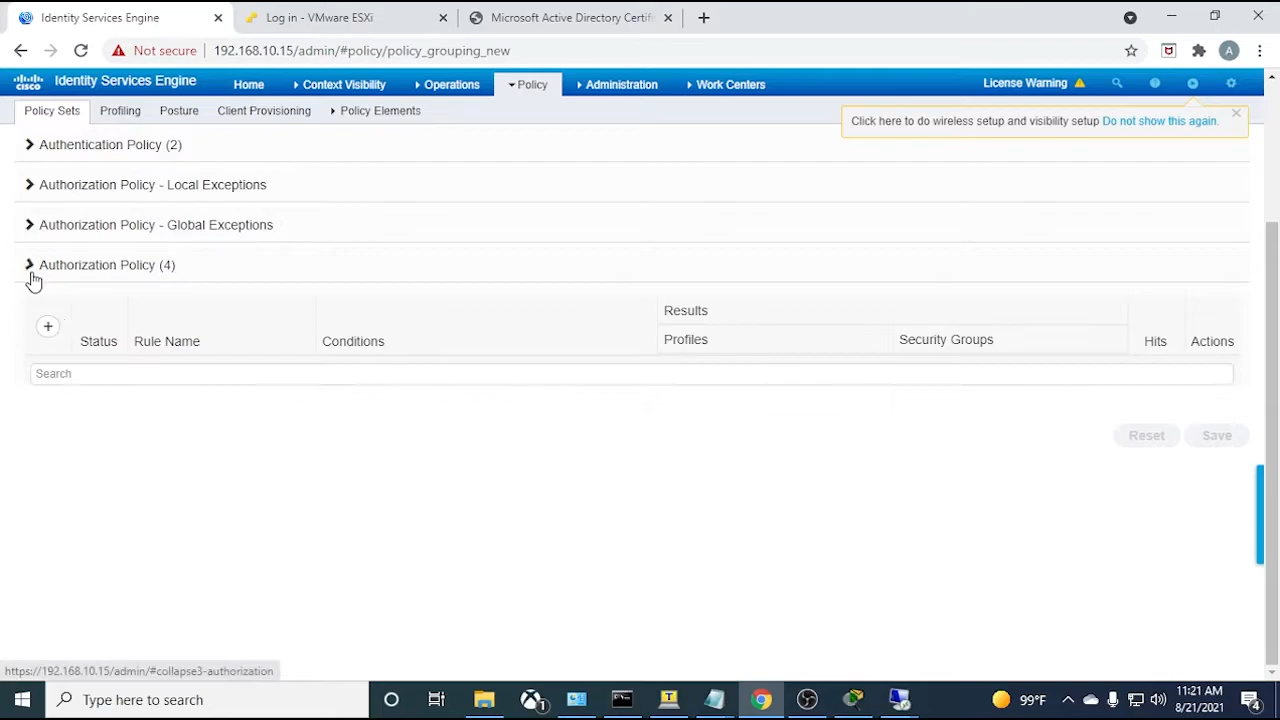 Identity Services Engine
Log in - VMware ESXi
Microsoft Active Directory Certifi
Not secure
192.168.10.15/admin/#policy/policy_grouping_new
A
CISCO
Identity Services Engine
Home
Context Visibility
Operations
Policy
Administration
Work Centers
License Warning
Policy Sets
Profiling
Posture
Client Provisioning
Policy Elements
Click here to do wireless setup and visibility setup Do not show this again.
Authentication Policy (2)
Authorization Policy - Local Exceptions
Authorization Policy - Global Exceptions
Authorization Policy (4)
Results
Status
Rule Name
Conditions
Profiles
Security Groups
Hits
Actions
Search
Reset
Save
https://192.168.10.15/admin/#collapse3-authorization
Type here to search
1
99°F
11:21 AM
8/21/2021
4